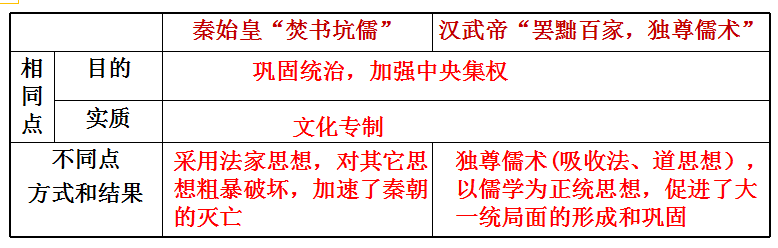 秦始皇“焚书坑儒”
汉武帝“罢黜百家，独尊儒术”
相同点
目的
巩固统治，加强中央集权
实质
文化专制
不同点
方式和结果
采用法家思想，对其它思
想粗暴破坏，加速了秦朝
的灭亡
独尊儒术(吸收法、道思想），
以儒学为正统思想，促进了大
一统局面的形成和巩固